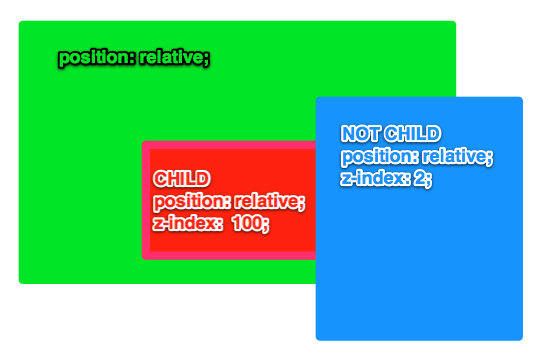 position: relative;
NOT CHILD
position: relative;
z-index: 2;
CHILD
position: relative;
z-index:  100;